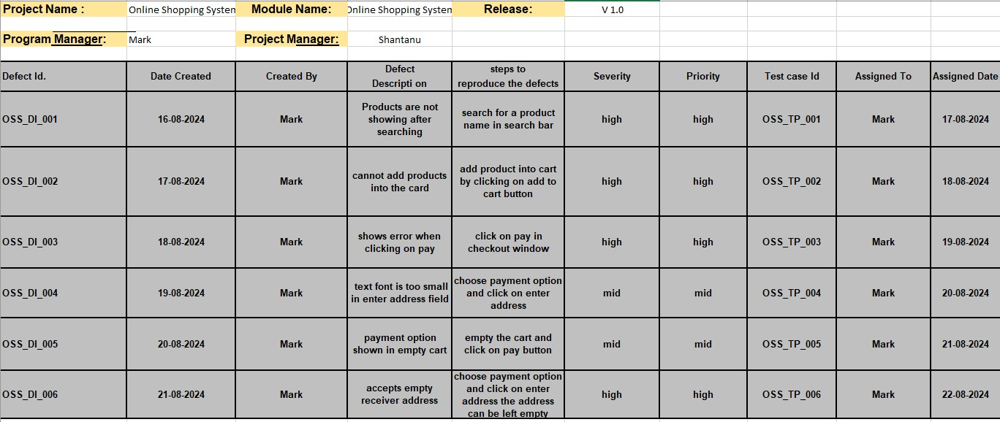 Project Name : Online Shopping System Module Name: Online Shopping System Release: V 1.0
Program Manager: Mark Project Manager: Shantanu
Defect Id. Date Created Created By Defect Descripti on steps to reproduce the defects Severity Priority Test case Id Assigned To Assigned Date
OSS_DI_001 16-08-2024 Mark Products are not showing after searching search for a product name in search bar high high OSS_TP_001 Mark 17-08-2024
OSS_DI_002 17-08-2024 Mark cannot add products into the card add product into cart by clicking on add to cart button high high OSS_TP_002 Mark 18-08-2024
OSS_DI_003 18-08-2024 Mark shows error when clicking on pay click on pay in checkout window high high OSS_TP_003 Mark 19-08-2024
OSS_DI_004 19-08-2024 Mark text font is too small in enter address field choose payment option and click on enter address mid mid OSS_TP_004 Mark 20-08-2024
OSS_DI_005 20-08-2024 Mark payment option shown in empty cart empty the cart and click on pay button mid mid OSS_TP_005 Mark 21-08-2024
OSS_DI_006 21-08-2024 Mark accepts empty receiver address choose payment option and click on enter address the address can be left empty high high OSS_TP_006 Mark 22-08-2024